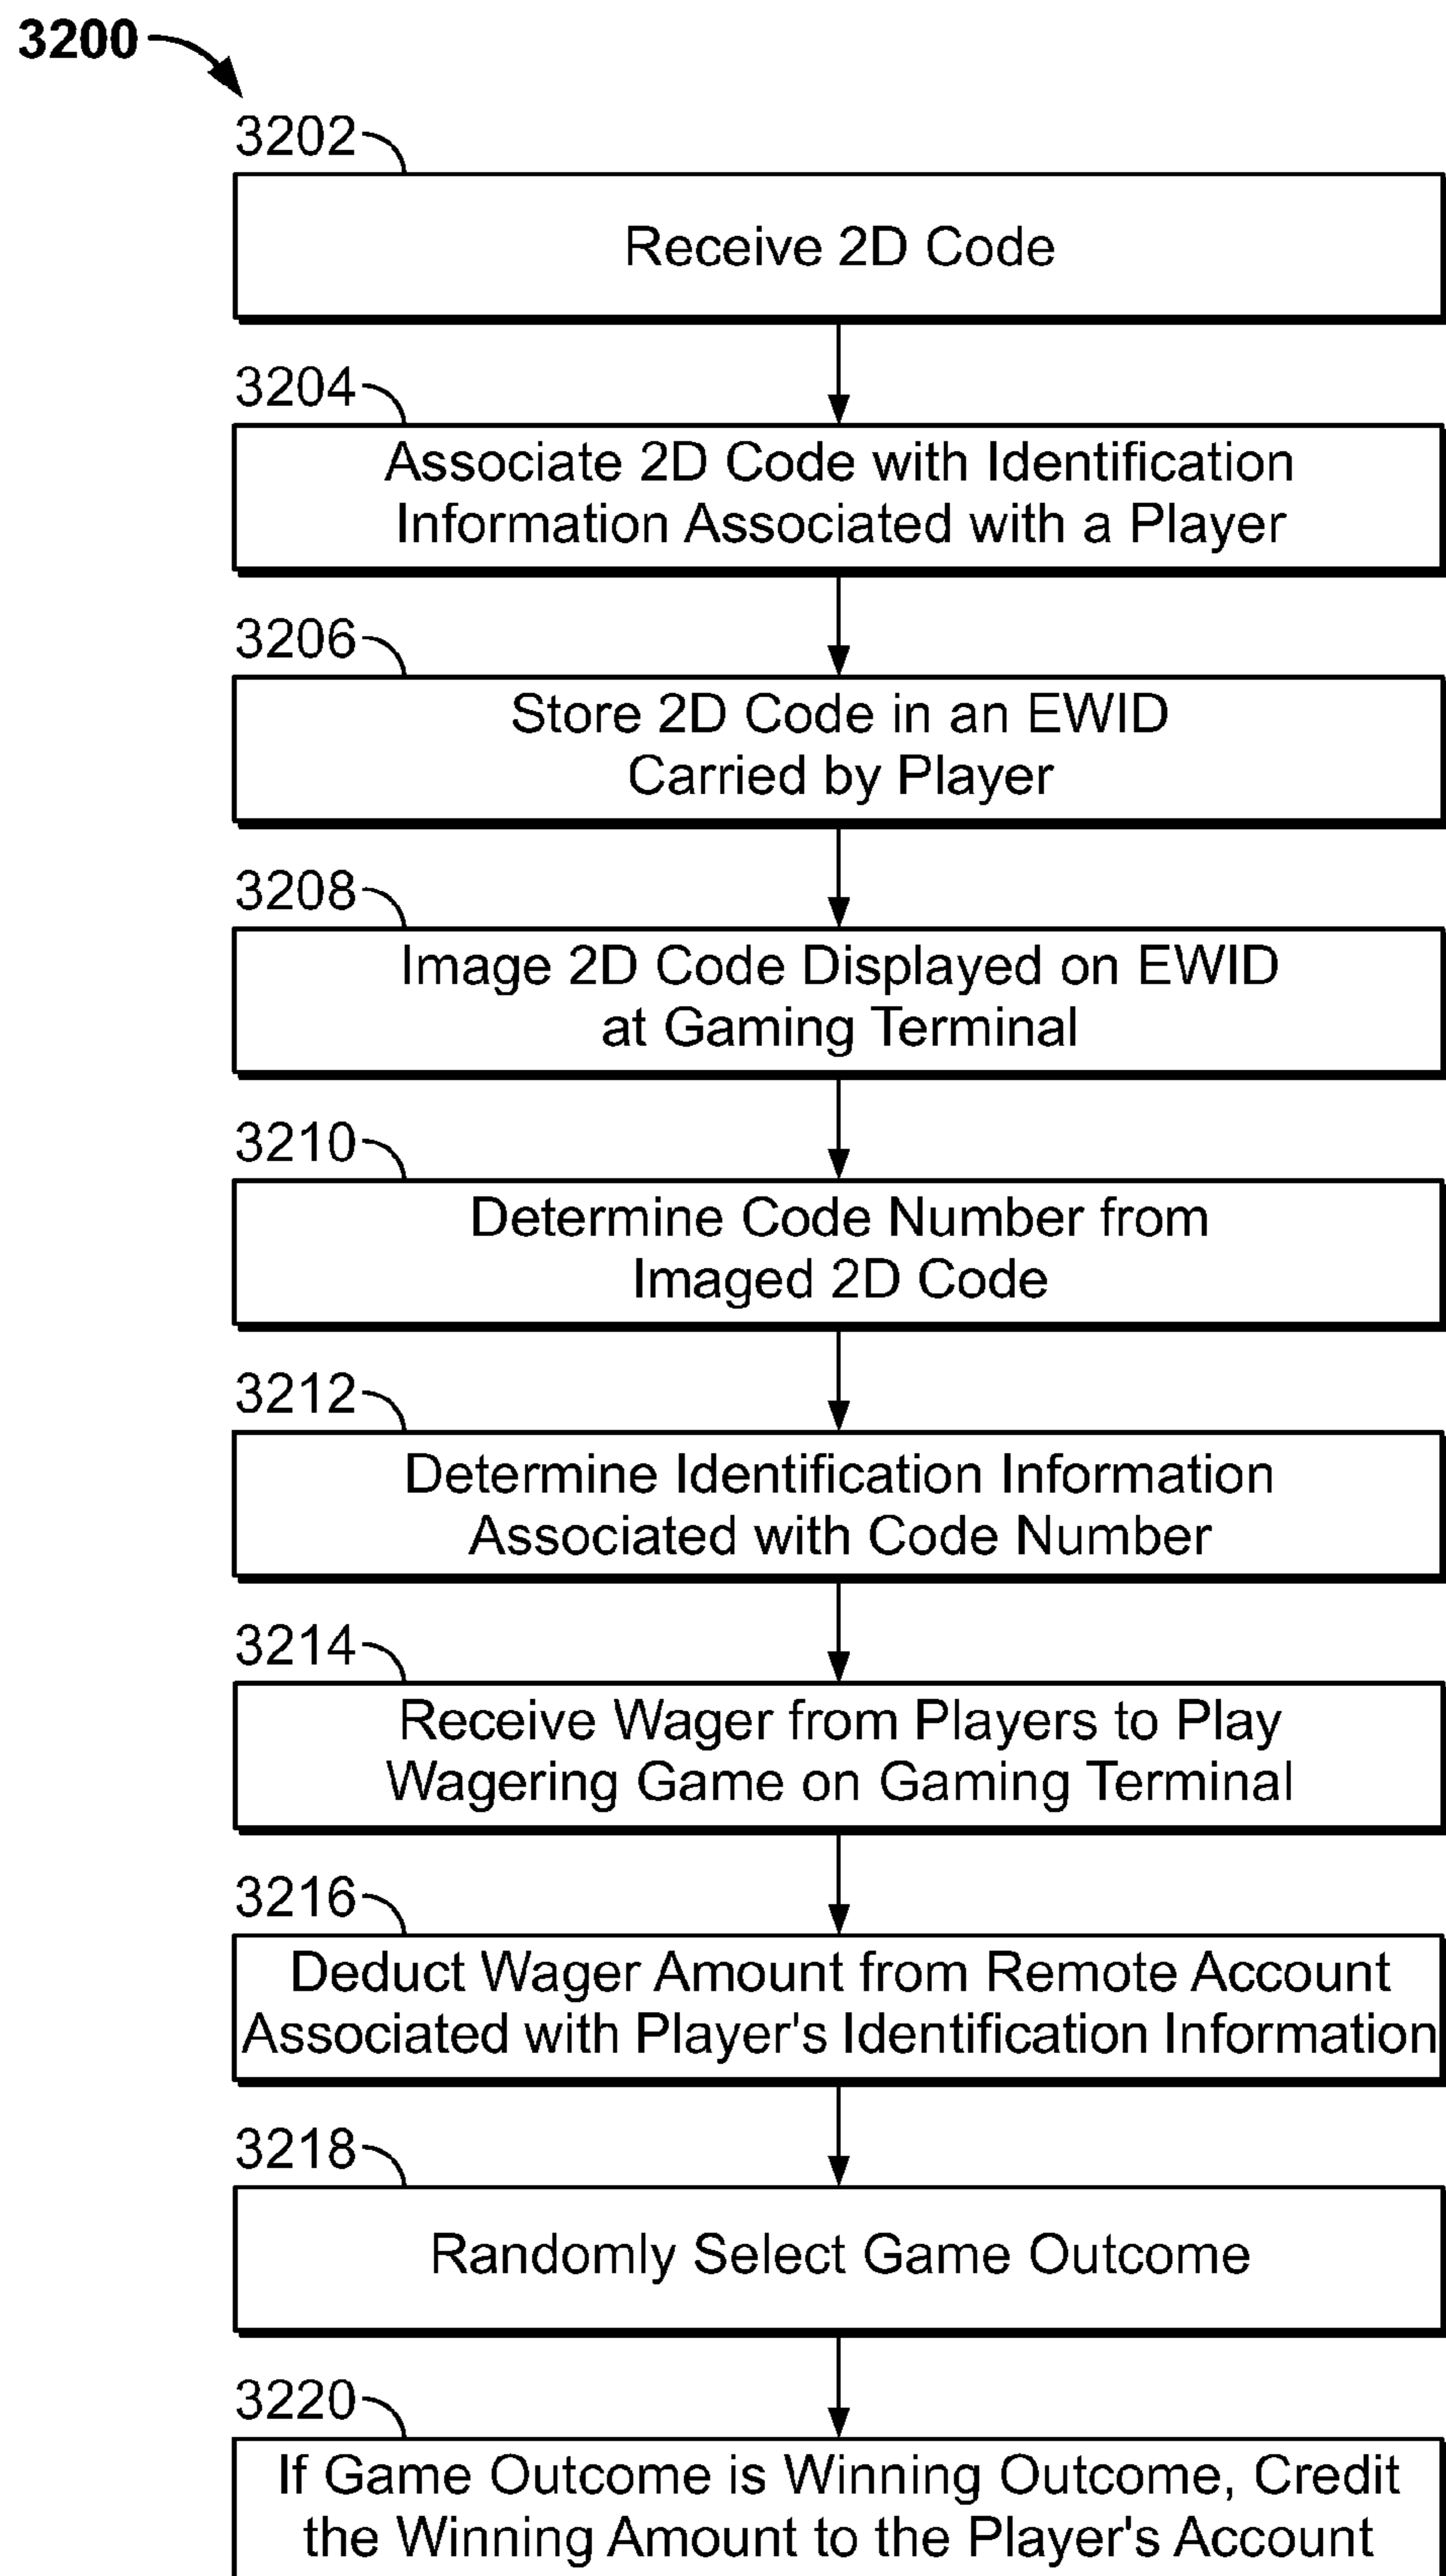 3200
3202
Receive 2D Code
3204
Associate 2D Code with Identification
Information Associated with a Player
3206
Store 2D Code in an EWID
Carried by Player
3208
Image 2D Code Displayed on EWID
at Gaming Terminal
3210
Determine Code Number from
Imaged 2D Code
3212
Determine Identification Information
Associated with Code Number
3214
Receive Wager from Players to Play
Wagering Game on Gaming Terminal
3216
Deduct Wager Amount from Remote Account
Associated with Player's Identification Information
3218
Randomly Select Game Outcome
3220
If Game Outcome is Winning Outcome, Credit
the Winning Amount to the Player's Account